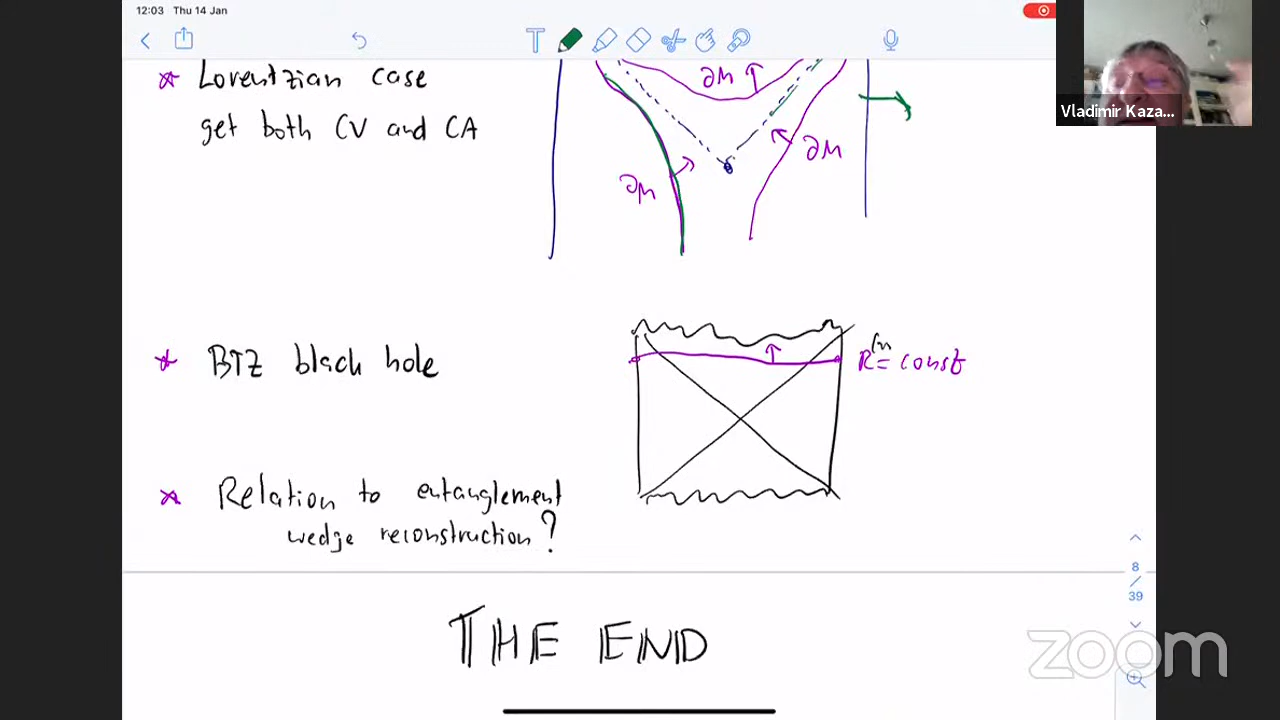 12:03 Thu 14 Jan
* Lorentzian case
get both CV and CA
∂M
∂M
∂M
Vladimir Kaza...
* BTZ black hole
R = const
* Relation to entanglement
wedge reconstruction?
8
/
39
THE END
zoom